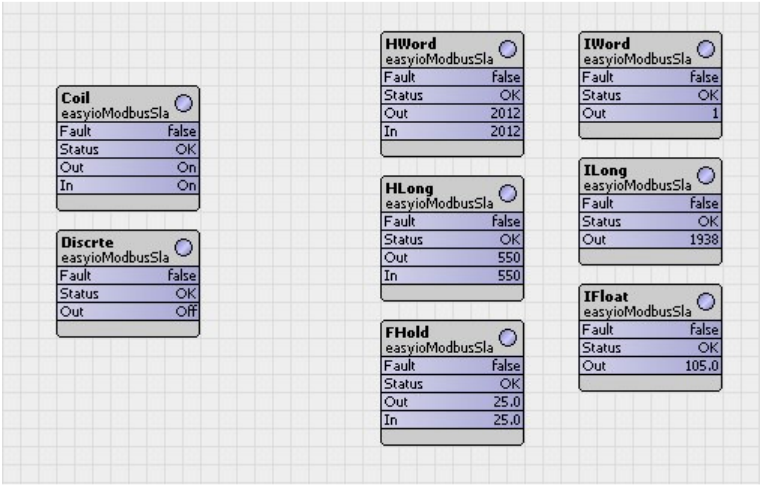 Coil
easyioModbusSla
Fault false
Status OK
Out On
In On
Discrte
easyioModbusSla
Fault false
Status OK
Out Off
HWord
easyioModbusSla
Fault false
Status OK
Out 2012
In 2012
HLong
easyioModbusSla
Fault false
Status OK
Out 550
In 550
FHold
easyioModbusSla
Fault false
Status OK
Out 25.0
In 25.0
IWord
easyioModbusSla
Fault false
Status OK
Out 1
ILong
easyioModbusSla
Fault false
Status OK
Out 1938
IFloat
easyioModbusSla
Fault false
Status OK
Out 105.0